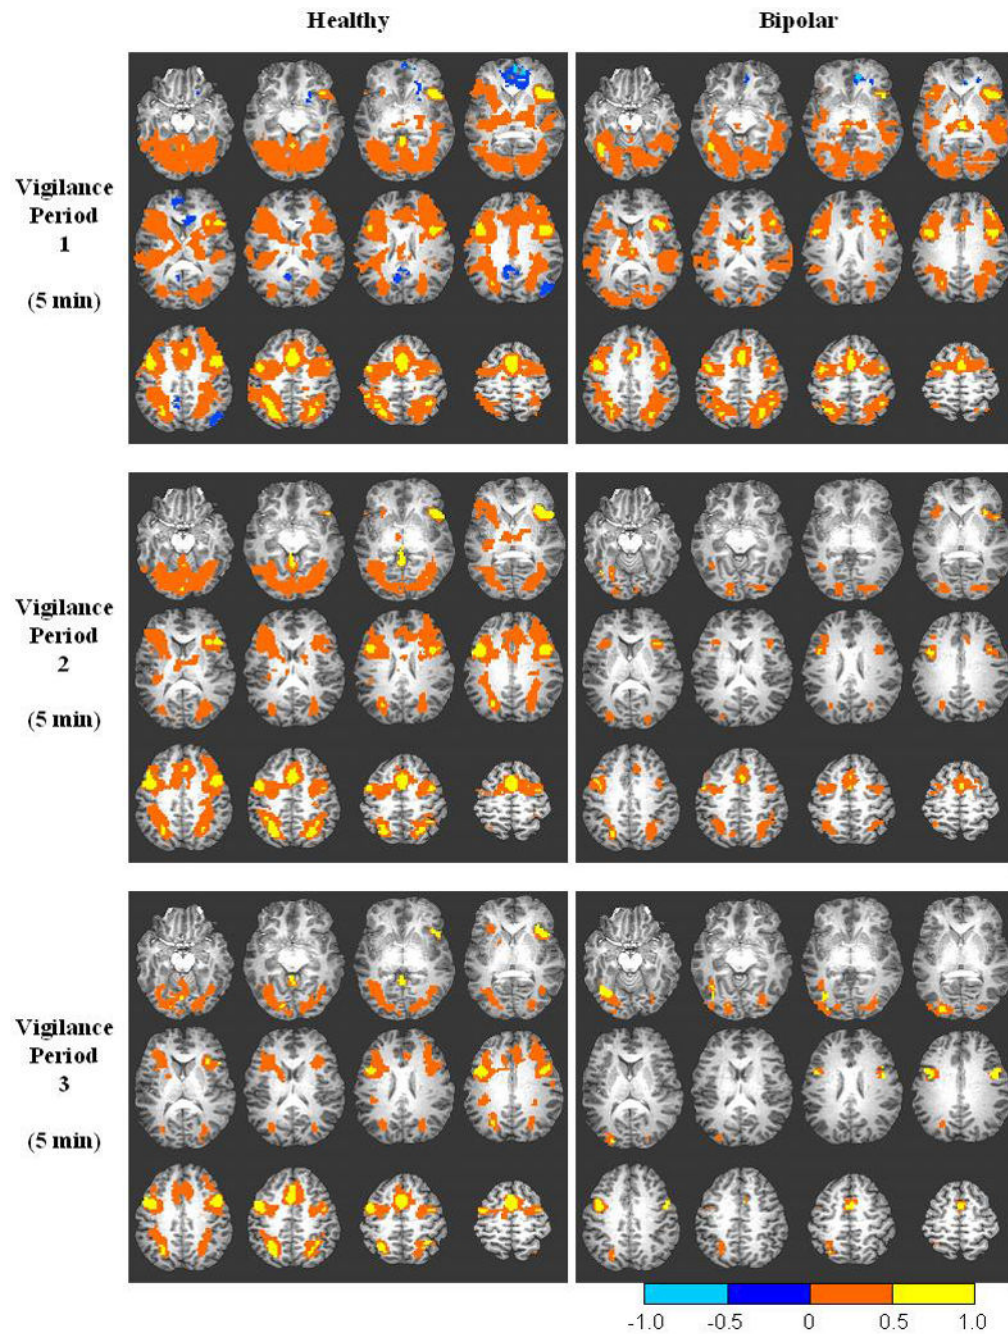 Healthy
Bipolar
Vigilance
Period
1
(5 min)
Vigilance
Period
2
(5 min)
Vigilance
Period
3
(5 min)
-1.0 -0.5 0 0.5 1.0